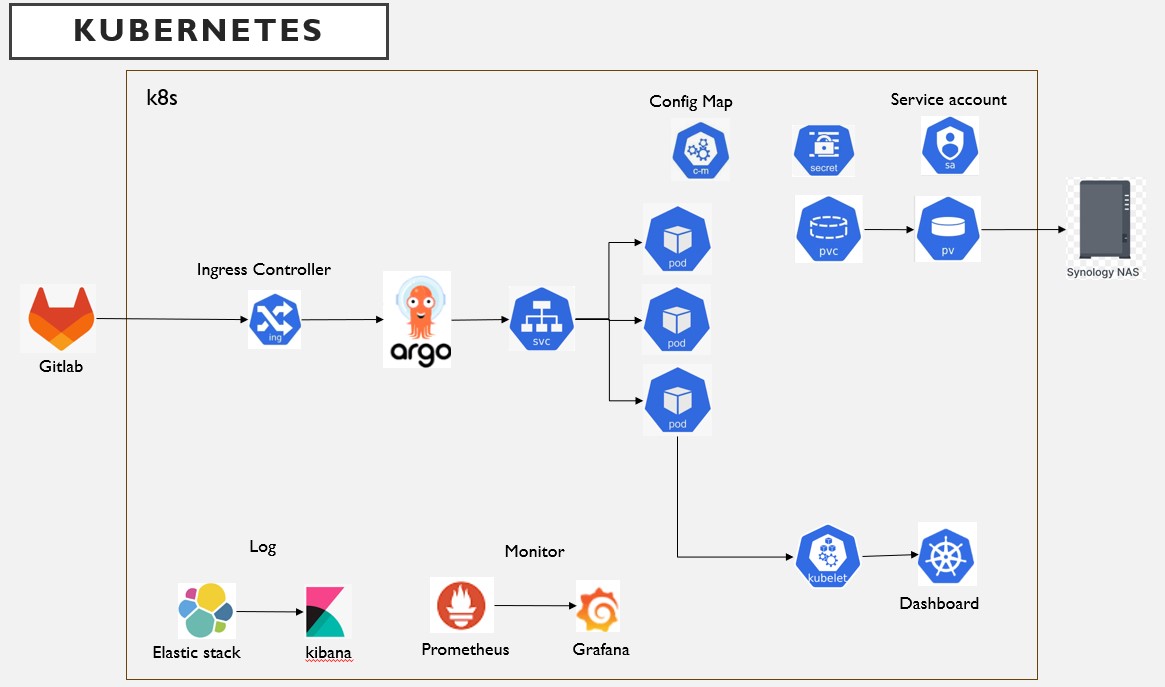 KUBERNETES
k8s
Config Map
Service account
c-m
secret
sa
pod
pvc
pv
Synology NAS
Ingress Controller
ing
argo
svc
pod
Gitlab
pod
Log
Monitor
kubelet
Dashboard
Elastic stack
kibana
Prometheus
Grafana